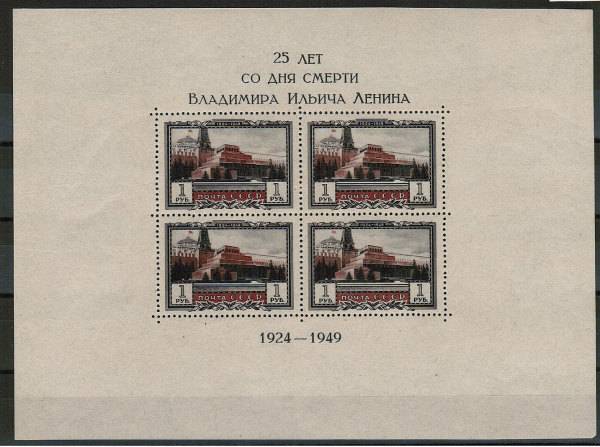 25 ЛЕТ
СО ДНЯ СМЕРТИ
ВЛАДИМИРА ИЛЬИЧА ЛЕНИНА
1 РУБ. ПОЧТА СССР 1 РУБ.
1 РУБ. ПОЧТА СССР 1 РУБ.
1 РУБ. ПОЧТА СССР 1 РУБ.
1 РУБ. ПОЧТА СССР 1 РУБ.
1924—1949